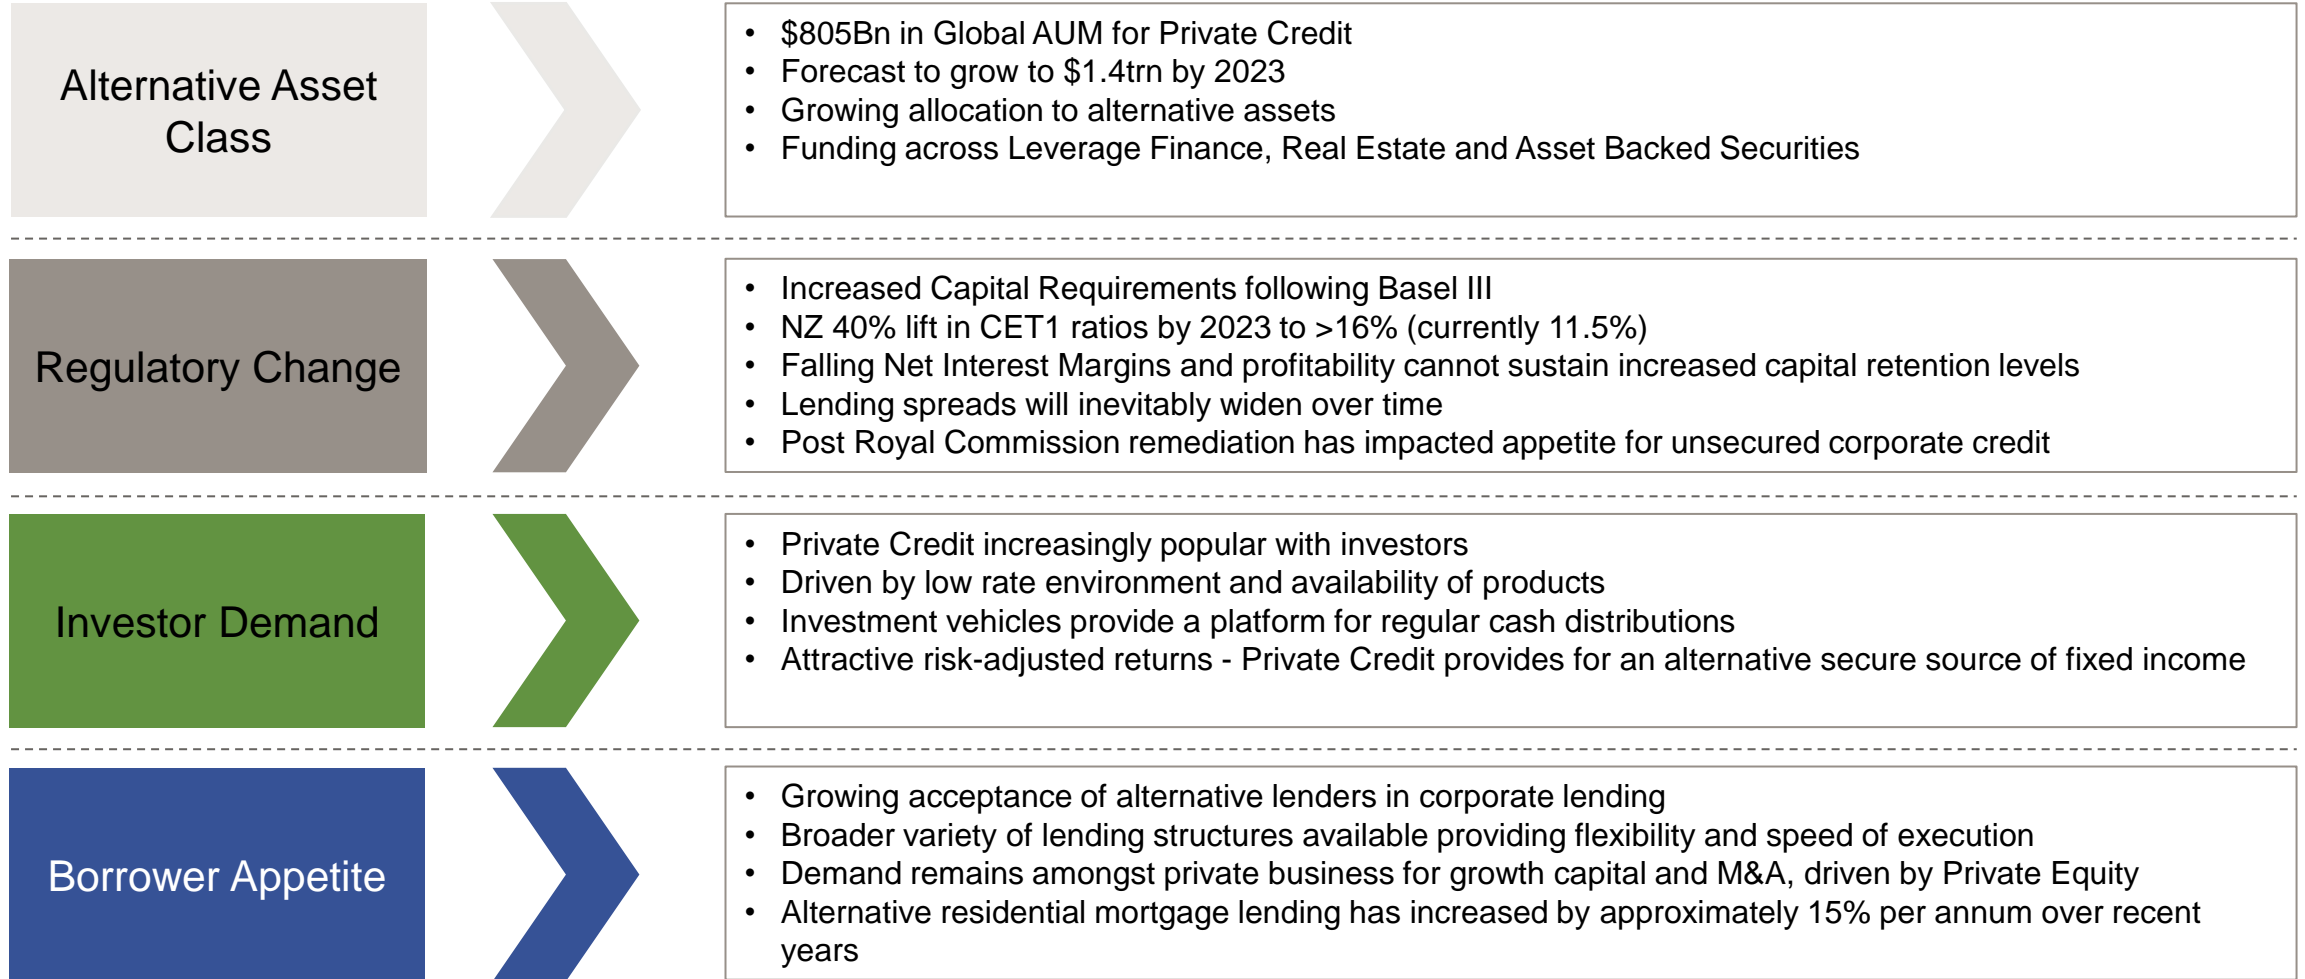 Alternative Asset
Class
• $805Bn in Global AUM for Private Credit
• Forecast to grow to $1.4trn by 2023
• Growing allocation to alternative assets
• Funding across Leverage Finance, Real Estate and Asset Backed Securities
Regulatory Change
• Increased Capital Requirements following Basel III
• NZ 40% lift in CET1 ratios by 2023 to >16% (currently 11.5%)
• Falling Net Interest Margins and profitability cannot sustain increased capital retention levels
• Lending spreads will inevitably widen over time
• Post Royal Commission remediation has impacted appetite for unsecured corporate credit
Investor Demand
• Private Credit increasingly popular with investors
• Driven by low rate environment and availability of products
• Investment vehicles provide a platform for regular cash distributions
• Attractive risk-adjusted returns - Private Credit provides for an alternative secure source of fixed income
Borrower Appetite
• Growing acceptance of alternative lenders in corporate lending
• Broader variety of lending structures available providing flexibility and speed of execution
• Demand remains amongst private business for growth capital and M&A, driven by Private Equity
• Alternative residential mortgage lending has increased by approximately 15% per annum over recent
years